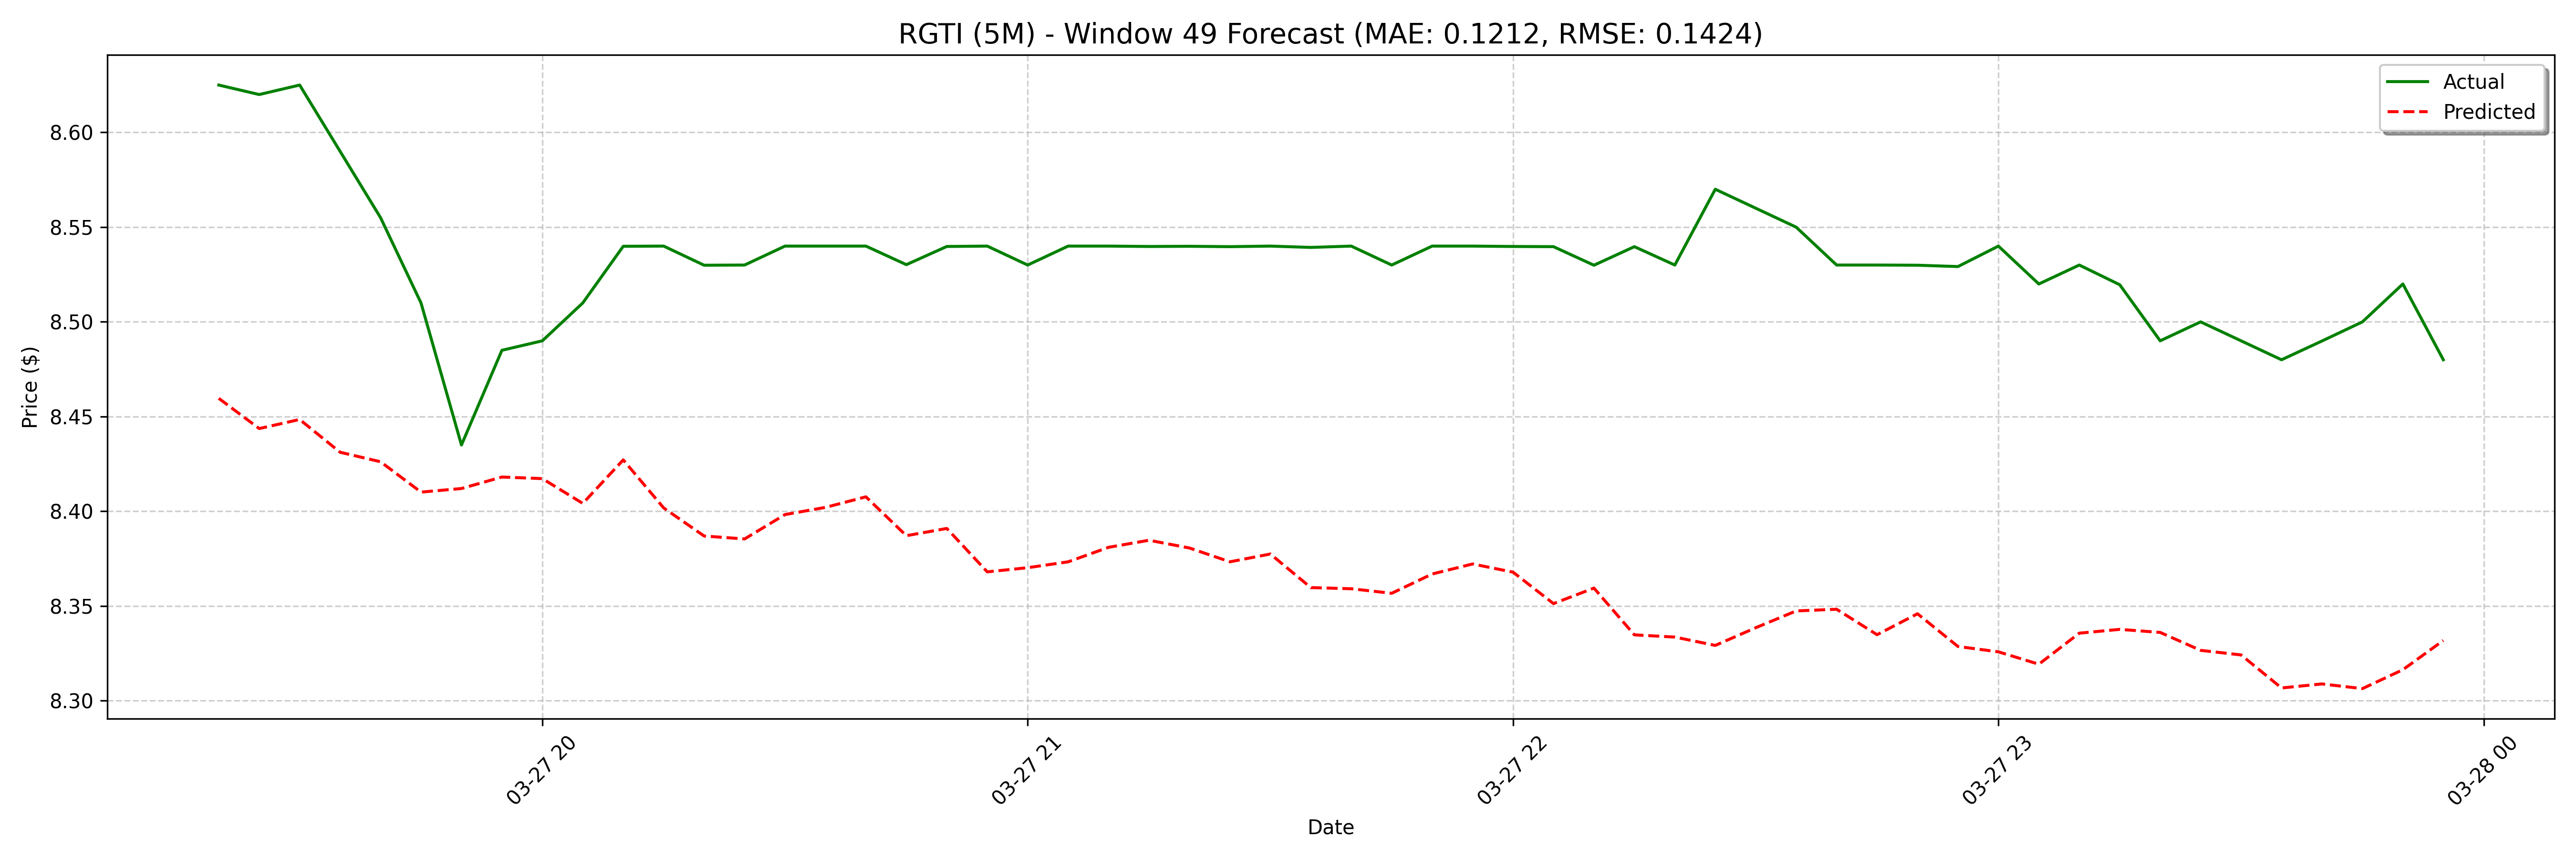 RGTI (5M) - Window 49 Forecast (MAE: 0.1212, RMSE: 0.1424)
Actual
Predicted
Price ($)
8.60
8.55
8.50
8.45
8.40
8.35
8.30
03-27 20
03-27 21
03-27 22
03-27 23
03-28 00
Date